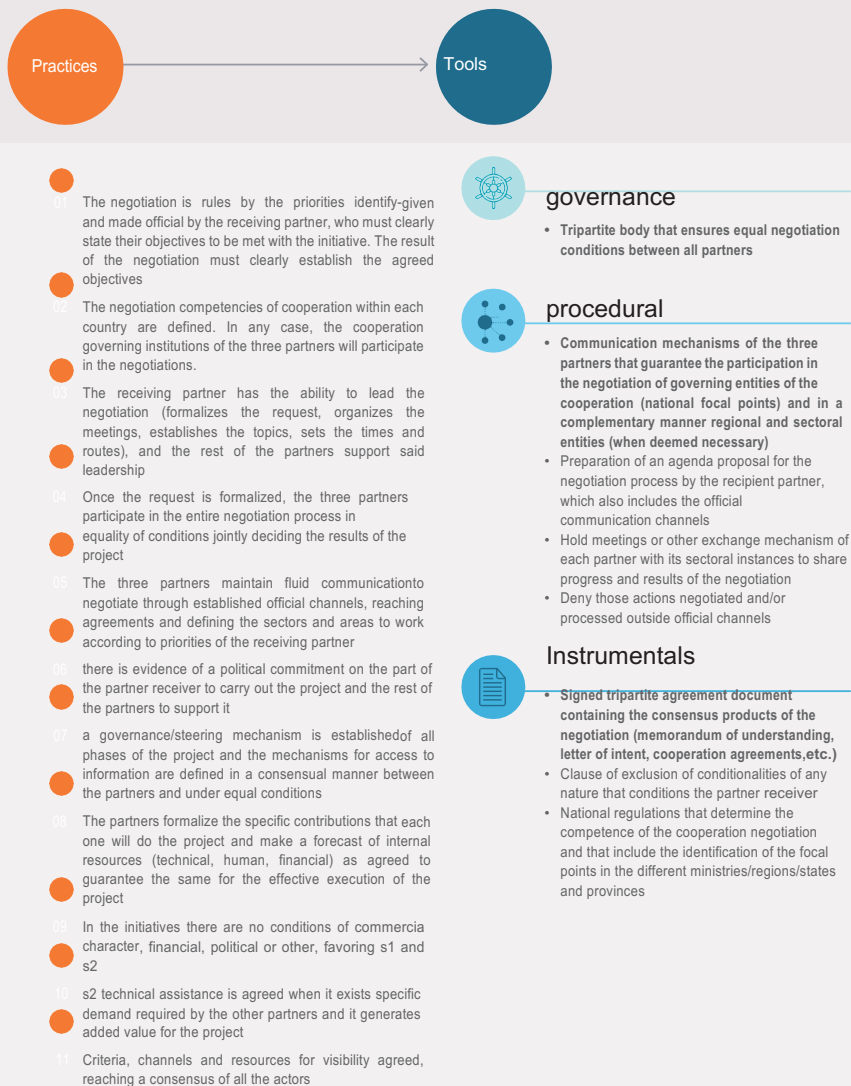 Practices
Tools
01 The negotiation is rules by the priorities identify-given
and made official by the receiving partner, who must clearly
state their objectives to be met with the initiative. The result
of the negotiation must clearly establish the agreed
objectives
02 The negotiation competencies of cooperation within each
country are defined. In any case, the cooperation
governing institutions of the three partners will participate
in the negotiations.
03 The receiving partner has the ability to lead the
negotiation (formalizes the request, organizes the
meetings, establishes the topics, sets the times and
routes), and the rest of the partners support said
leadership
04 Once the request is formalized, the three partners
participate in the entire negotiation process in
equality of conditions jointly deciding the results of the
project
05 The three partners maintain fluid communicationto
negotiate through established official channels, reaching
agreements and defining the sectors and areas to work
according to priorities of the receiving partner
06 there is evidence of a political commitment on the part of
the partner receiver to carry out the project and the rest of
the partners to support it
07 a governance/steering mechanism is establishedof all
phases of the project and the mechanisms for access to
information are defined in a consensual manner between
the partners and under equal conditions
08 The partners formalize the specific contributions that each
one will do the project and make a forecast of internal
resources (technical, human, financial) as agreed to
guarantee the same for the effective execution of the
project
09 In the initiatives there are no conditions of commercia
character, financial, political or other, favoring s1 and
s2
10 s2 technical assistance is agreed when it exists specific
demand required by the other partners and it generates
added value for the project
11 Criteria, channels and resources for visibility agreed,
reaching a consensus of all the actors
governance
• Tripartite body that ensures equal negotiation
conditions between all partners
procedural
• Communication mechanisms of the three
partners that guarantee the participation in
the negotiation of governing entities of the
cooperation (national focal points) and in a
complementary manner regional and sectoral
entities (when deemed necessary)
• Preparation of an agenda proposal for the
negotiation process by the recipient partner,
which also includes the official
communication channels
• Hold meetings or other exchange mechanism of
each partner with its sectoral instances to share
progress and results of the negotiation
• Deny those actions negotiated and/or
processed outside official channels
Instrumentals
• Signed tripartite agreement document
containing the consensus products of the
negotiation (memorandum of understanding,
letter of intent, cooperation agreements,etc.)
• Clause of exclusion of conditionalities of any
nature that conditions the partner receiver
• National regulations that determine the
competence of the cooperation negotiation
and that include the identification of the focal
points in the different ministries/regions/states
and provinces